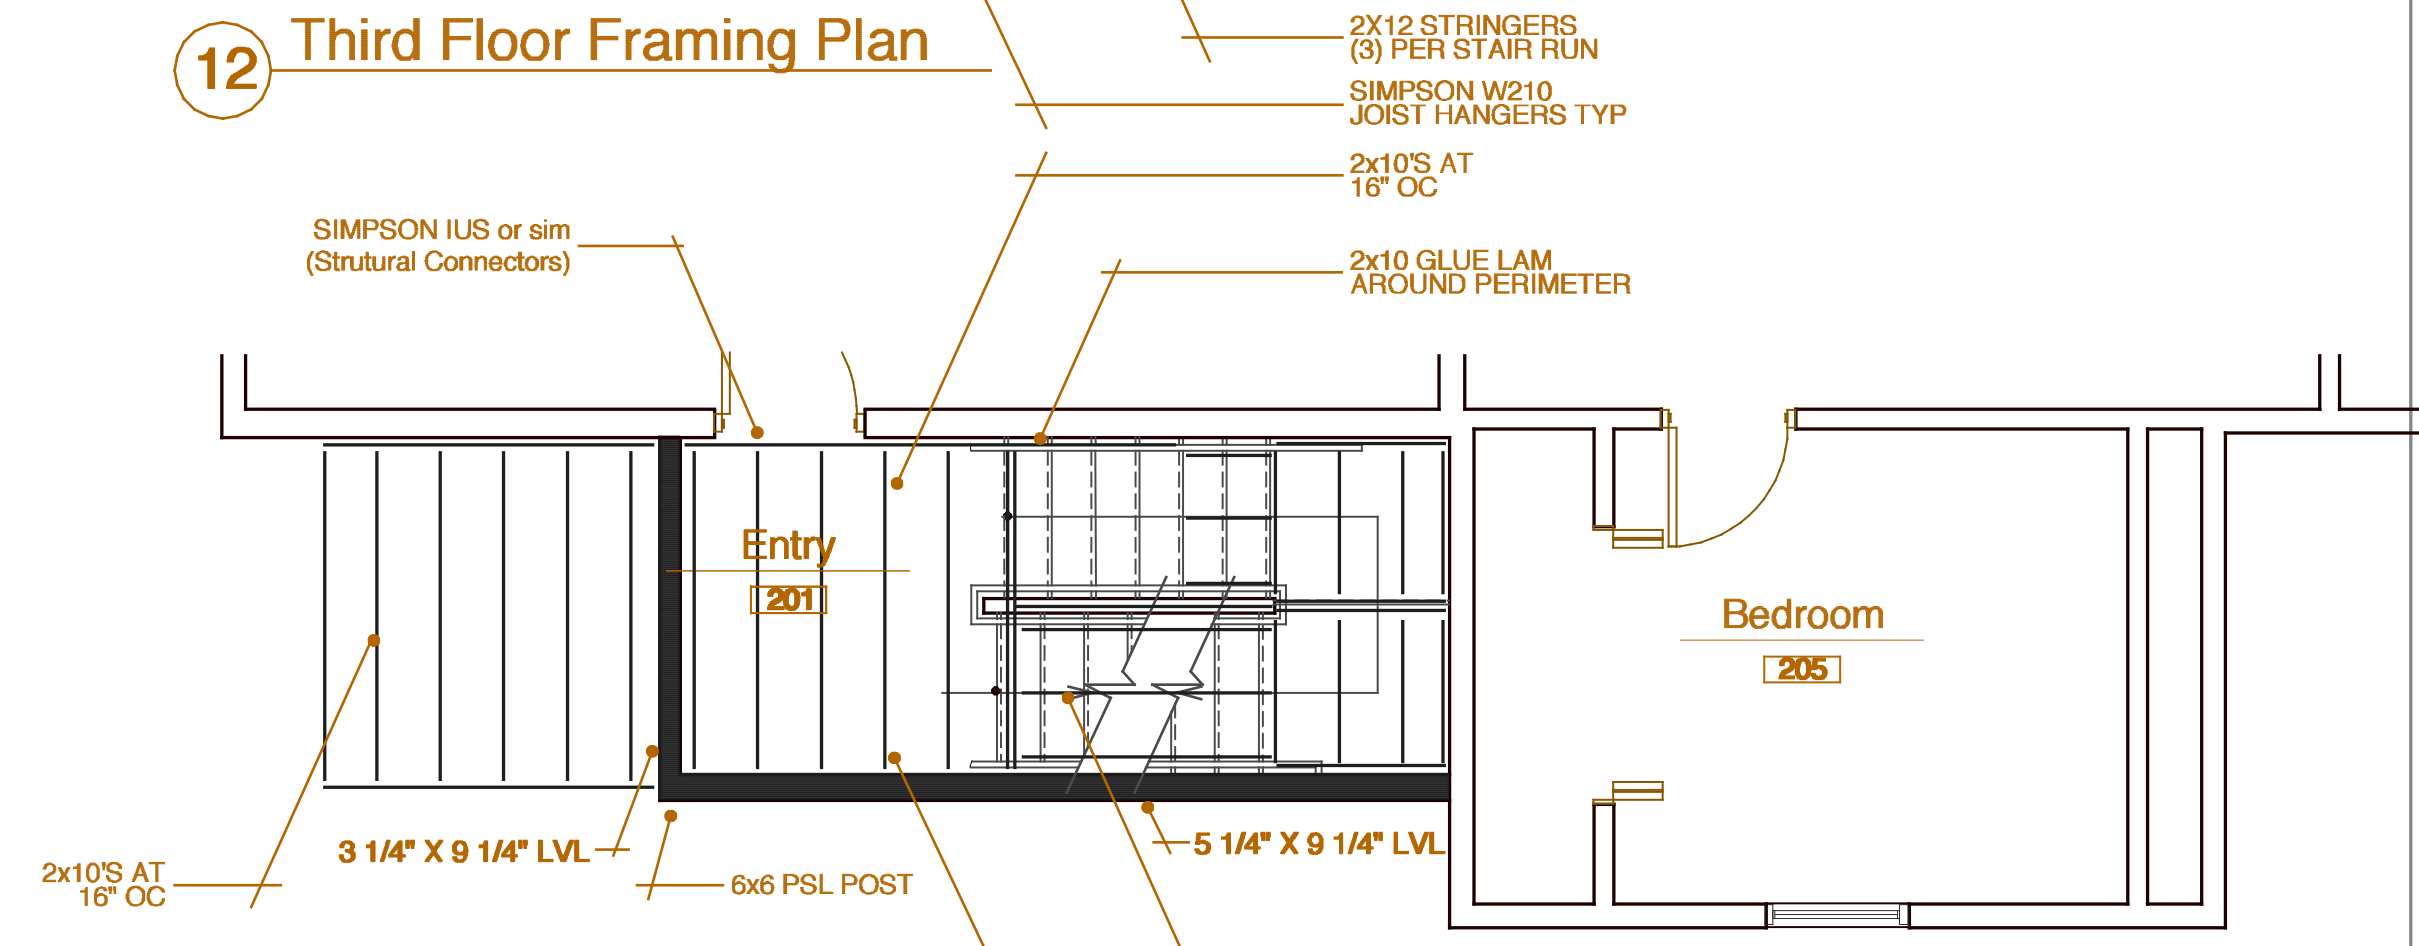 12
Third Floor Framing Plan
2X12 STRINGERS
(3) PER STAIR RUN
SIMPSON W210
JOIST HANGERS TYP
2x10'S AT
16" OC
SIMPSON IUS or sim
(Strutural Connectors)
2x10 GLUE LAM
AROUND PERIMETER
Entry
201
Bedroom
205
3 1/4" X 9 1/4" LVL
5 1/4" X 9 1/4" LVL
2x10'S AT
16" OC
6x6 PSL POST